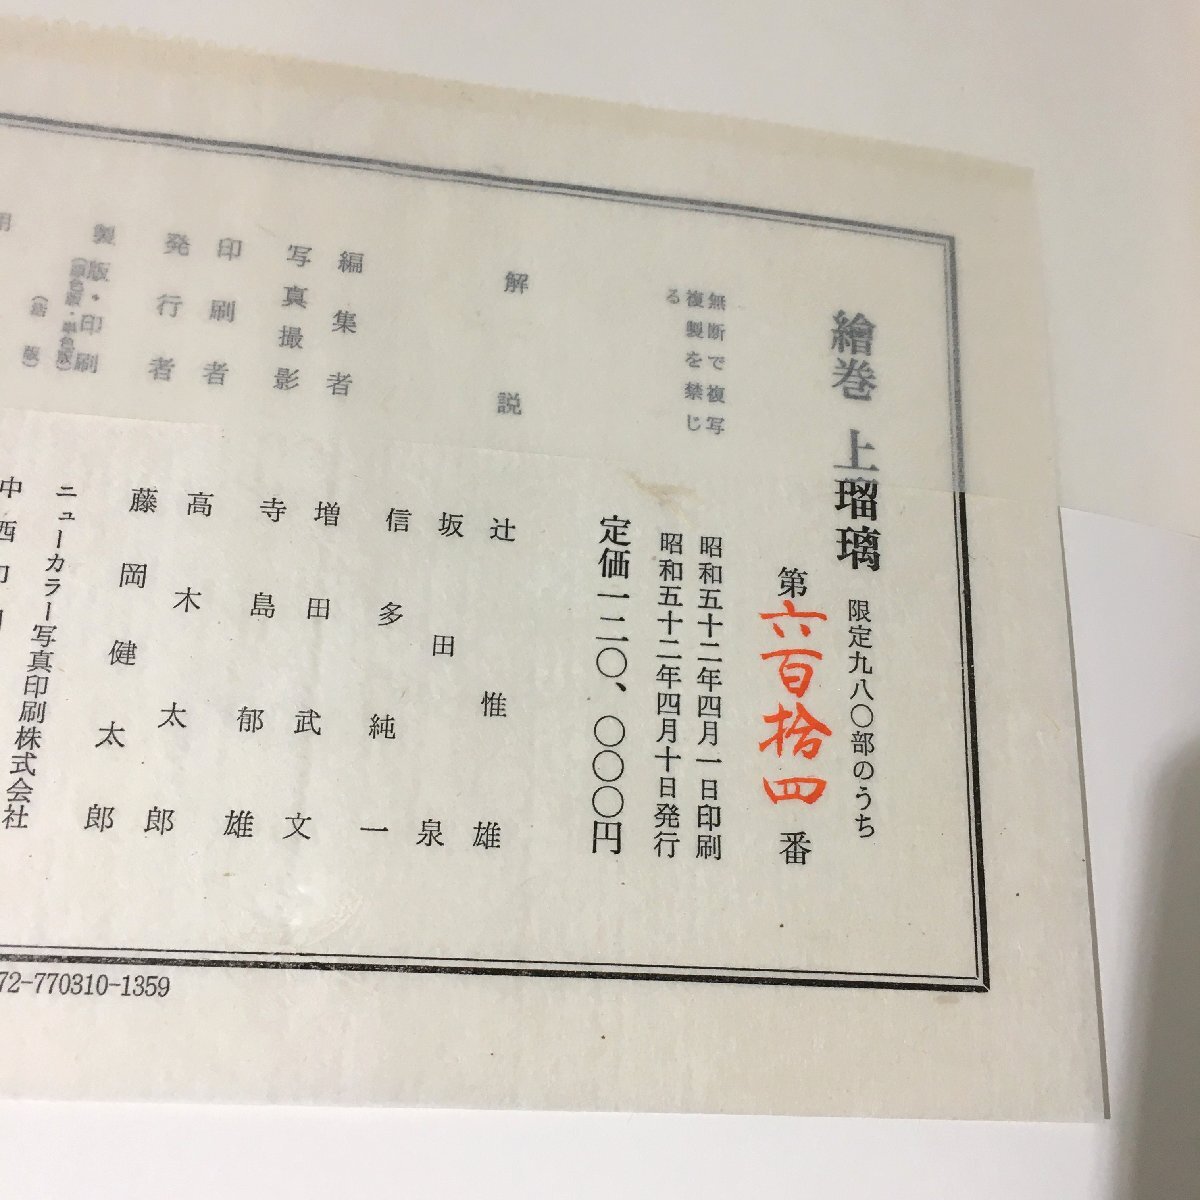 繪巻 上瑠璃 限定九八〇部のうち
第六百拾四番
無断で複写
複製を禁じ
る
昭和五十二年四月一日印刷
昭和五十二年四月十日発行
定価一二〇、〇〇〇円
解説 辻惟雄
坂田泉
信多純一
編集者 増田武文
写真撮影 寺島郁雄
印刷者 高木太郎
発行者 藤岡健太郎
製版・印刷 ニューカラー写真印刷株式会社
中西印
72-770310-1359